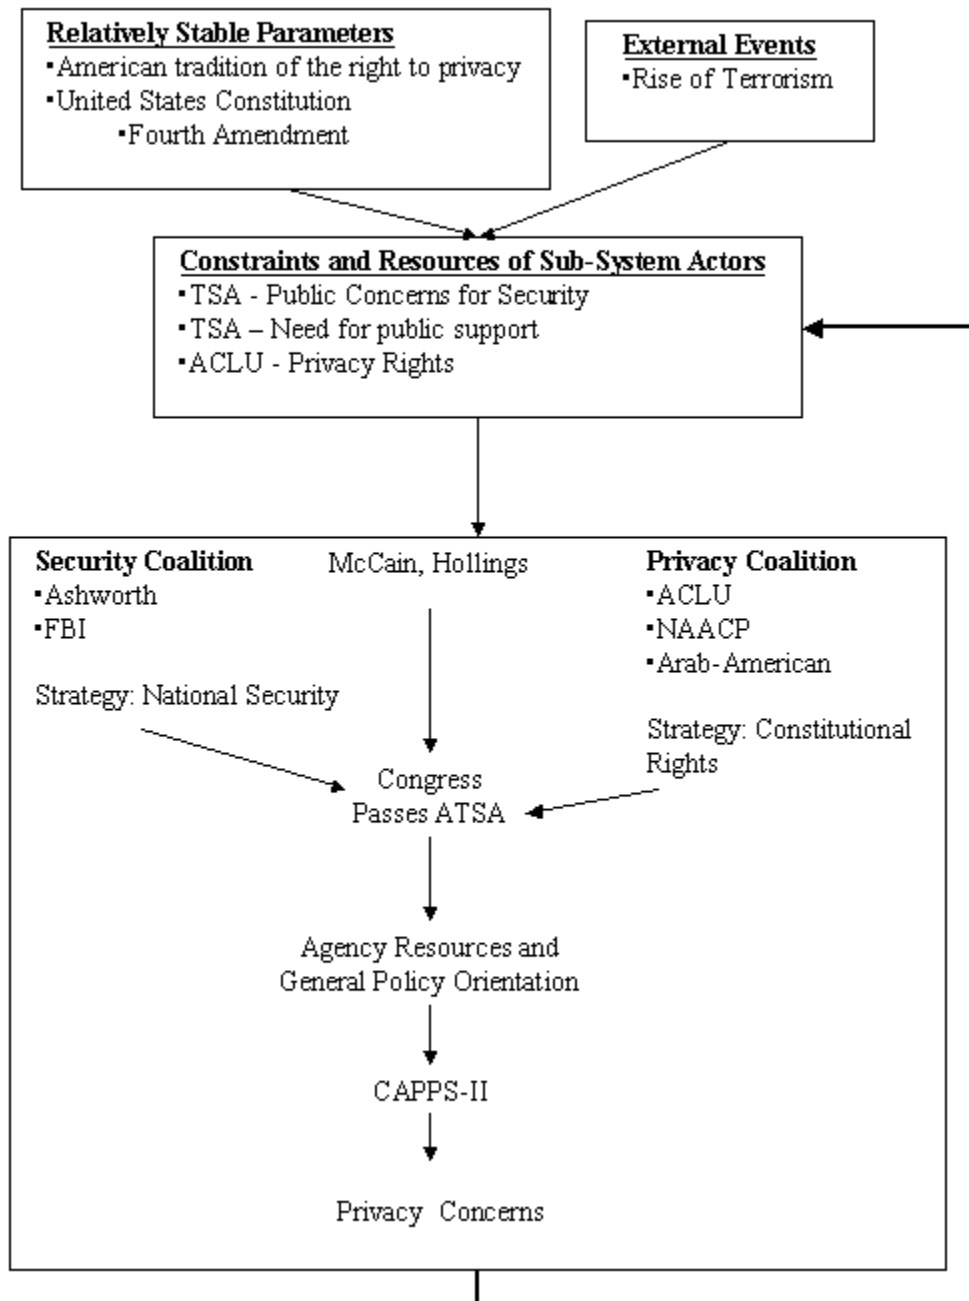 Relatively Stable Parameters
▪American tradition of the right to privacy
▪United States Constitution
▪Fourth Amendment
External Events
▪Rise of Terrorism
Constraints and Resources of Sub-System Actors
▪TSA - Public Concerns for Security
▪TSA – Need for public support
▪ACLU - Privacy Rights
Security Coalition
▪Ashworth
▪FBI
Strategy: National Security
McCain, Hollings
Privacy Coalition
▪ACLU
▪NAACP
▪Arab-American
Strategy: Constitutional
Rights
Congress
Passes ATSA
Agency Resources and
General Policy Orientation
CAPPS-II
Privacy Concerns